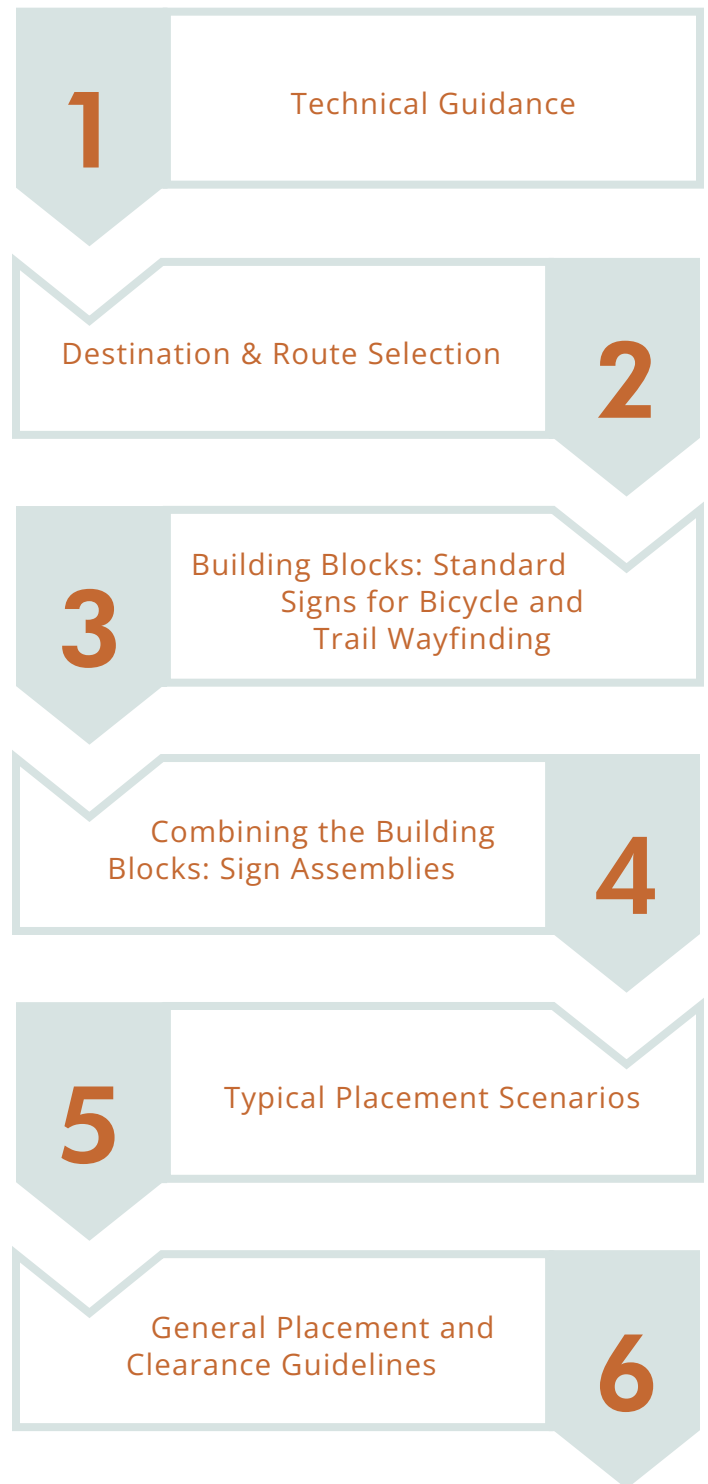 1
Technical Guidance
Destination & Route Selection
2
3
Building Blocks: Standard
Signs for Bicycle and
Trail Wayfinding
Combining the Building
Blocks: Sign Assemblies
4
5
Typical Placement Scenarios
General Placement and
Clearance Guidelines
6